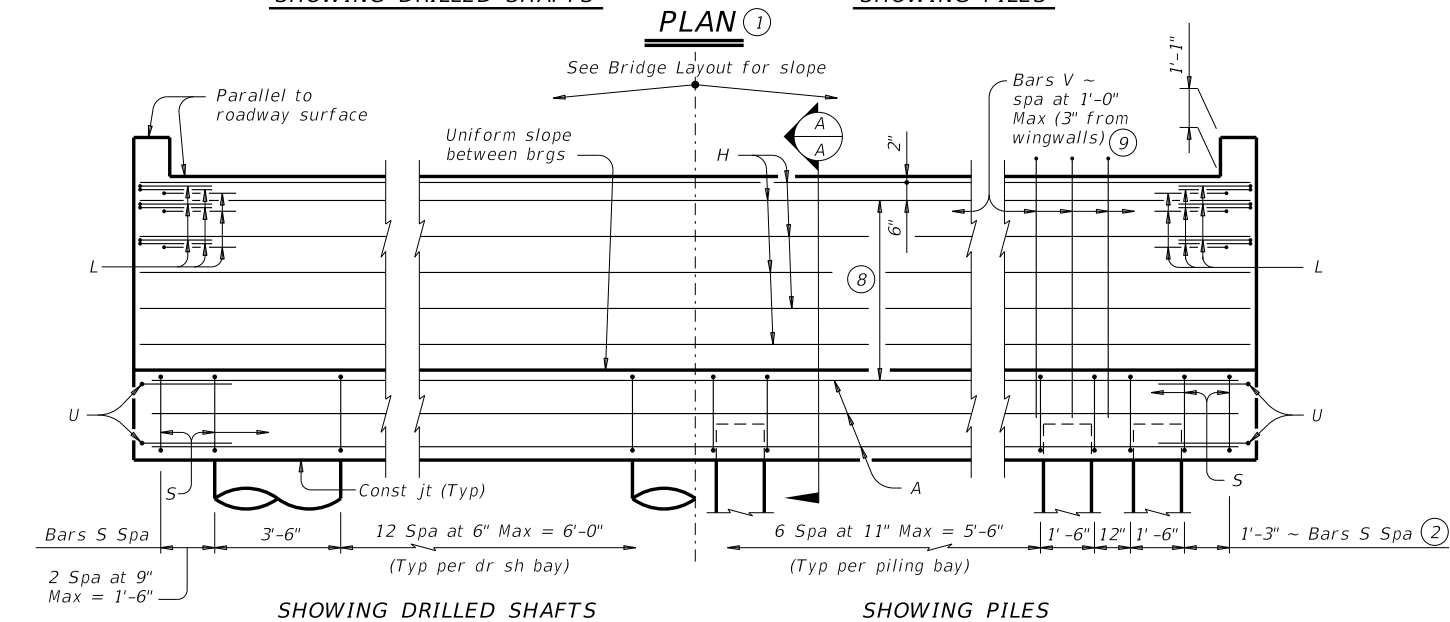 SHOWING DRILLED SHAFTS
SHOWING PILES
PLAN 1
See Bridge Layout for slope
Parallel to
roadway surface
Uniform slope
between brgs
H
A
A
2"
6"
Bars V ~
spa at 1'-0"
Max (3" from
wingwalls) 9
1'-1"
L
8
L
U
U
S
Const jt (Typ)
A
S
Bars S Spa
3'-6"
12 Spa at 6" Max = 6'-0"
(Typ per dr sh bay)
6 Spa at 11" Max = 5'-6"
(Typ per piling bay)
1'-6"
12"
1'-6"
1'-3" ~ Bars S Spa 2
2 Spa at 9"
Max = 1'-6"
SHOWING DRILLED SHAFTS
SHOWING PILES